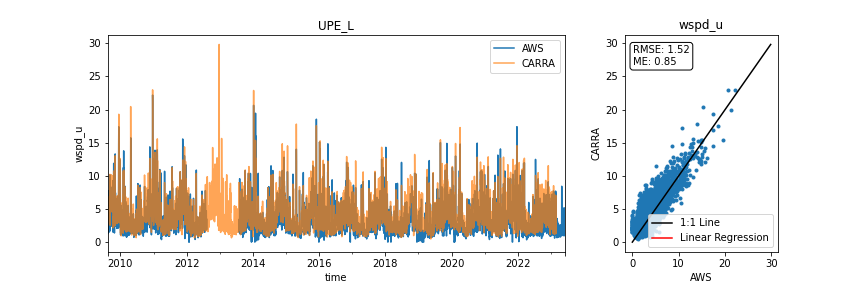 UPE_L
wspd_u
30
25
20
15
10
5
0
AWS
CARRA
2010
2012
2014
2016
2018
2020
2022
time
wspd_u
CARRA
30
25
20
15
10
5
0
RMSE: 1.52
ME: 0.85
1:1 Line
Linear Regression
0
10
20
30
AWS